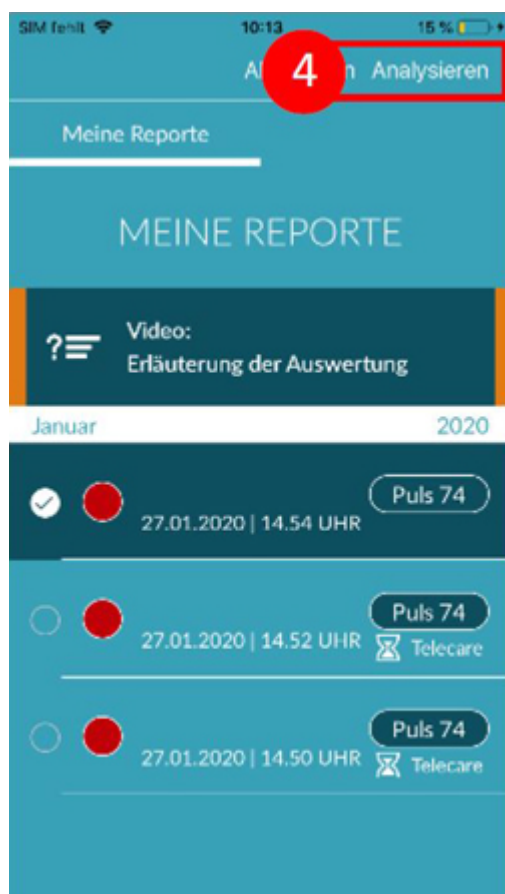 SIM fehlt 10:13 15 %
4 n Analysieren
Meine Reporte
MEINE REPORTE
Video:
?
Erläuterung der Auswertung
Januar 2020
Puls 74
27.01.2020 | 14.54 UHR
Puls 74
27.01.2020 | 14.52 UHR Telecare
Puls 74
27.01.2020 | 14.50 UHR Telecare